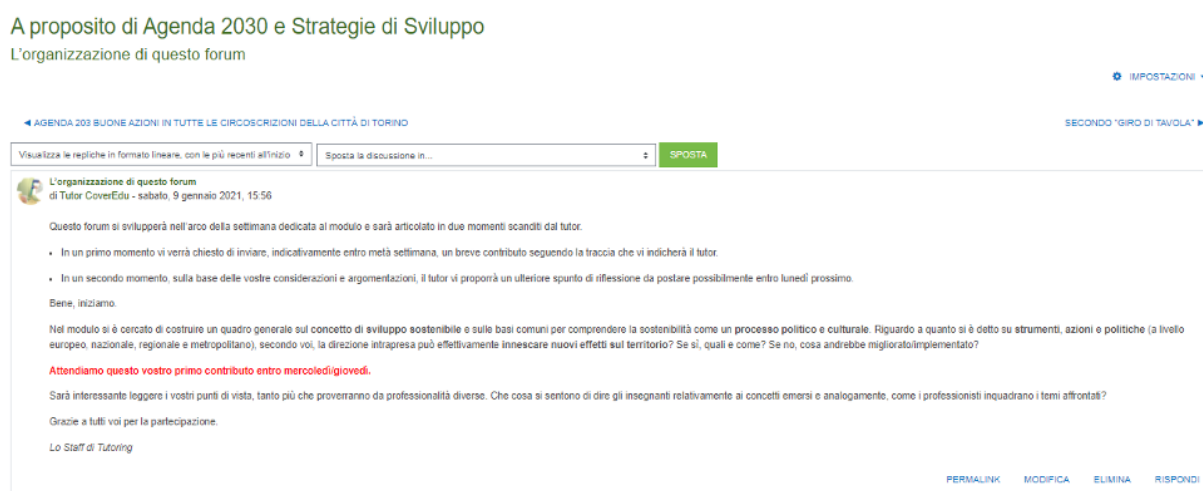 A proposito di Agenda 2030 e Strategie di Sviluppo
L'organizzazione di questo forum
IMPOSTAZIONI
◄ AGENDA 203 BUONE AZIONI IN TUTTE LE CIRCOSCRIZIONI DELLA CITTÀ DI TORINO
SECONDO "GIRO DI TAVOLA" ►
Visualizza le repliche in formato lineare, con le più recenti all'inizio
Sposta la discussione in...
SPOSTA
L'organizzazione di questo forum
di Tutor CoverEdu - sabato, 9 gennaio 2021, 15:56
Questo forum si svilupperà nell'arco della settimana dedicata al modulo e sarà articolato in due momenti scanditi dal tutor.
• In un primo momento vi verrà chiesto di inviare, indicativamente entro metà settimana, un breve contributo seguendo la traccia che vi indicherà il tutor.
• In un secondo momento, sulla base delle vostre considerazioni e argomentazioni, il tutor vi proporrà un ulteriore spunto di riflessione da postare possibilmente entro lunedì prossimo.
Bene, iniziamo.
Nel modulo si è cercato di costruire un quadro generale sul concetto di sviluppo sostenibile e sulle basi comuni per comprendere la sostenibilità come un processo politico e culturale. Riguardo a quanto si è detto su strumenti, azioni e politiche (a livello
europeo, nazionale, regionale e metropolitano), secondo voi, la direzione intrapresa può effettivamente innescare nuovi effetti sul territorio? Se sì, quali e come? Se no, cosa andrebbe migliorato/implementato?
Attendiamo questo vostro primo contributo entro mercoledì/giovedì.
Sarà interessante leggere i vostri punti di vista, tanto più che proverranno da professionalità diverse. Che cosa si sentono di dire gli insegnanti relativamente ai concetti emersi e analogamente, come i professionisti inquadrano i temi affrontati?
Grazie a tutti voi per la partecipazione.
Lo Staff di Tutoring
PERMALINK MODIFICA ELIMINA RISPONDI